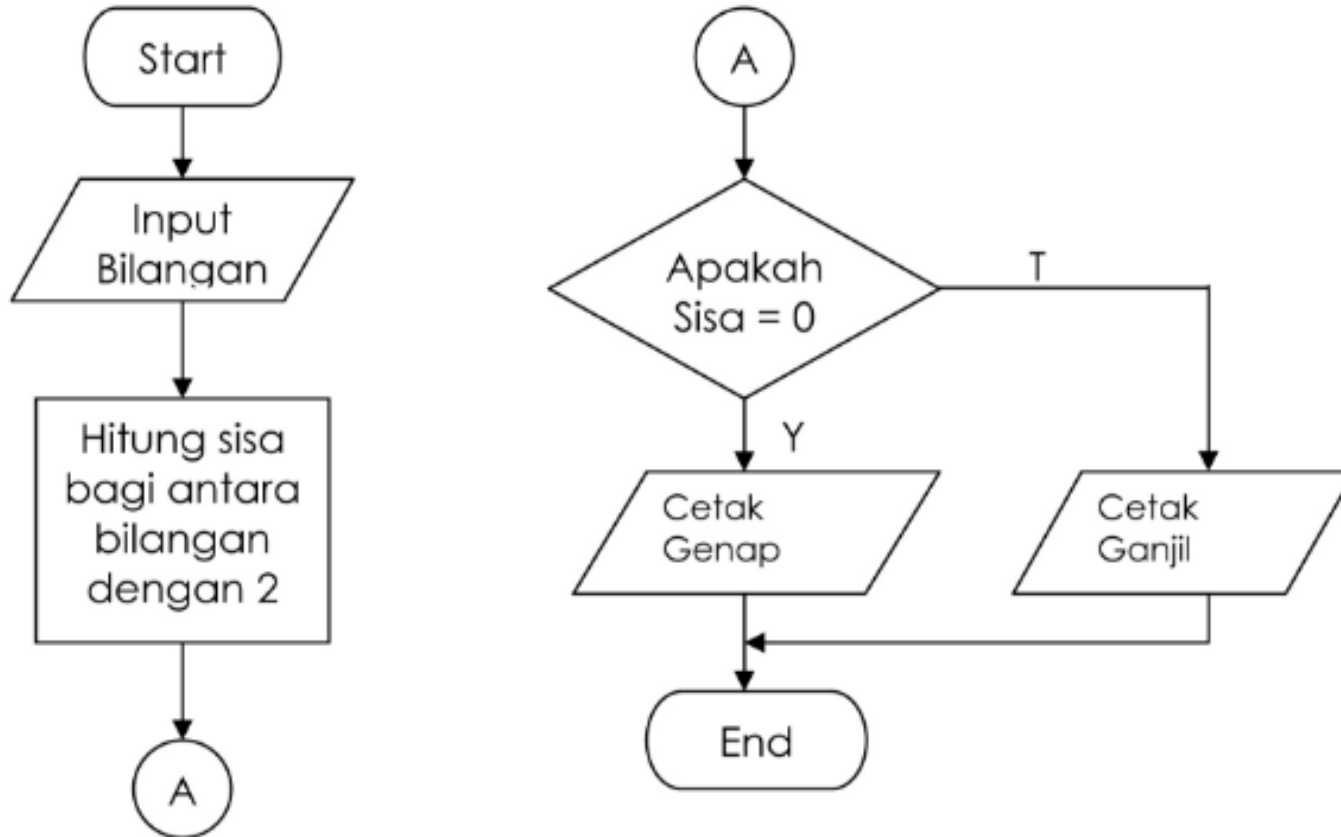 Start
Input
Bilangan
Hitung sisa
bagi antara
bilangan
dengan 2
A
A
Apakah
Sisa = 0
T
Y
Cetak
Genap
Cetak
Ganjil
End